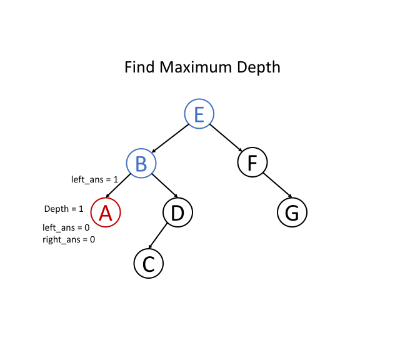 Find Maximum Depth
E
B
F
left_ans = 1
Depth = 1
A
D
G
left_ans = 0
right_ans = 0
C